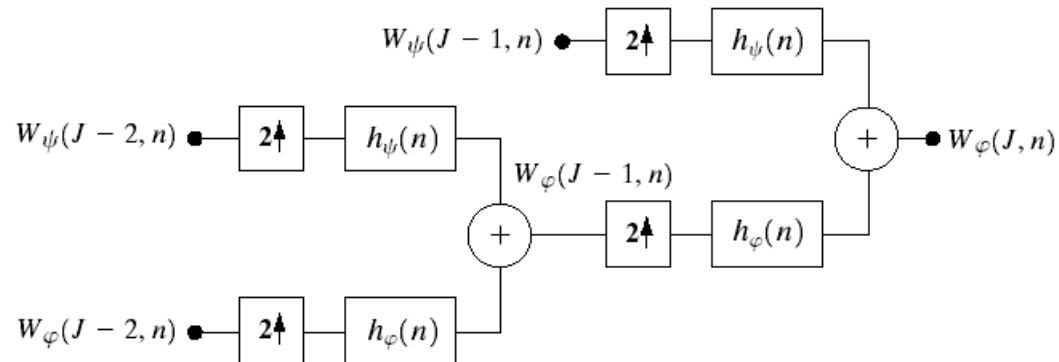 W_ψ(J − 1, n) 2↑ h_ψ(n)
W_ψ(J − 2, n) 2↑ h_ψ(n) + W_φ(J, n)
W_φ(J − 1, n)
+ 2↑ h_φ(n)
W_φ(J − 2, n) 2↑ h_φ(n)